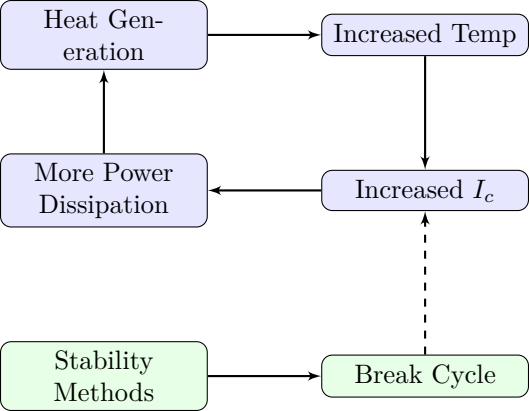 Heat Gen-
eration
Increased Temp
More Power
Dissipation
Increased I_c
Stability
Methods
Break Cycle